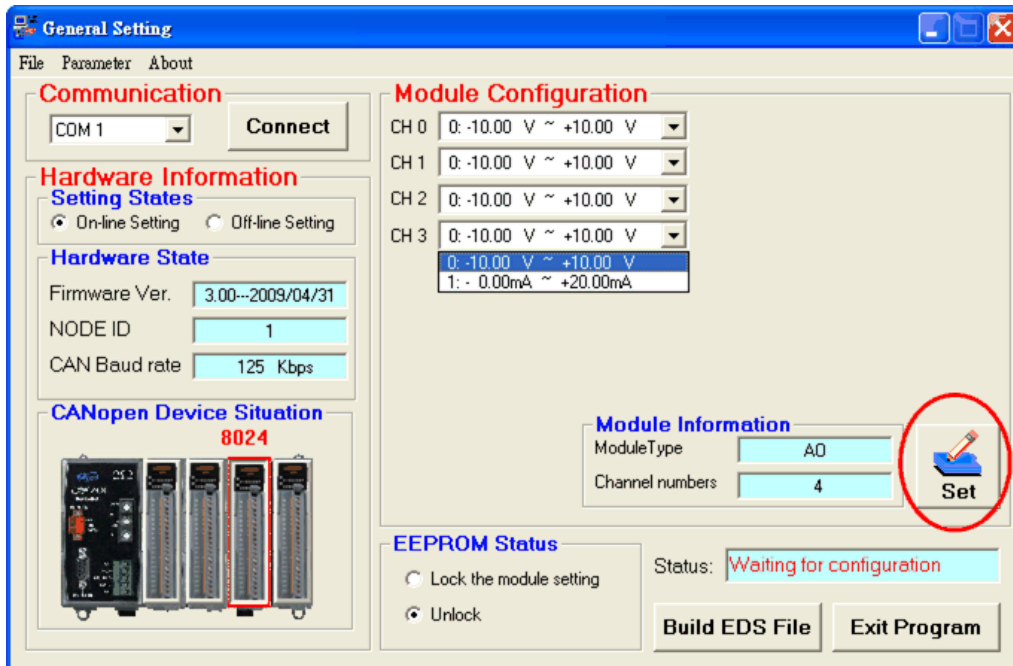 General Setting
File Parameter About
Communication
COM 1
Connect
Hardware Information
Setting States
On-line Setting Off-line Setting
Hardware State
Firmware Ver. 3.00---2009/04/31
NODE ID 1
CAN Baud rate 125 Kbps
CANopen Device Situation
8024
Module Configuration
CH 0 0: -10.00 V ~ +10.00 V
CH 1 0: -10.00 V ~ +10.00 V
CH 2 0: -10.00 V ~ +10.00 V
CH 3 0: -10.00 V ~ +10.00 V
0: -10.00 V ~ +10.00 V
1: - 0.00mA ~ +20.00mA
Module Information
ModuleType AO
Channel numbers 4
Set
EEPROM Status
Lock the module setting
Unlock
Status: Waiting for configuration
Build EDS File Exit Program